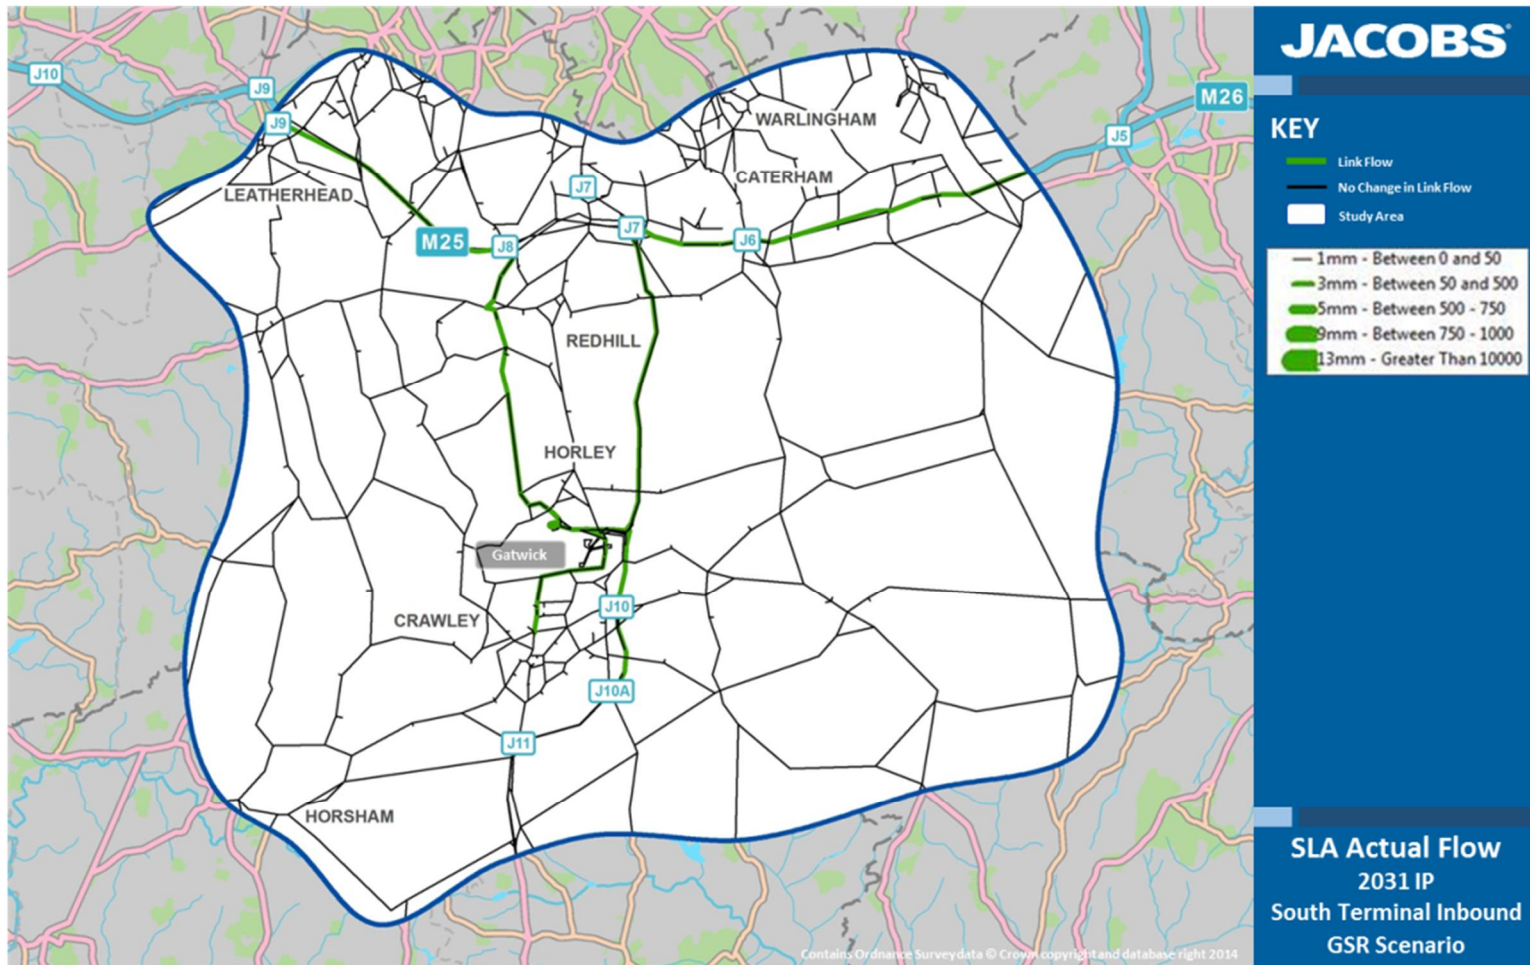 JACOBS
M26
J10
J9
J5
J9
WARLINGHAM
KEY
Link Flow
CATERHAM
J7
No Change in Link Flow
LEATHERHEAD
Study Area
J7
M25
J8
J6
1mm - Between 0 and 50
3mm - Between 50 and 500
5mm - Between 500 - 750
9mm - Between 750 - 1000
13mm - Greater Than 10000
REDHILL
HORLEY
Gatwick
J10
CRAWLEY
J10A
J11
HORSHAM
SLA Actual Flow
2031 IP
South Terminal Inbound
GSR Scenario
Contains Ordnance Survey data © Crown copyright and database right 2014